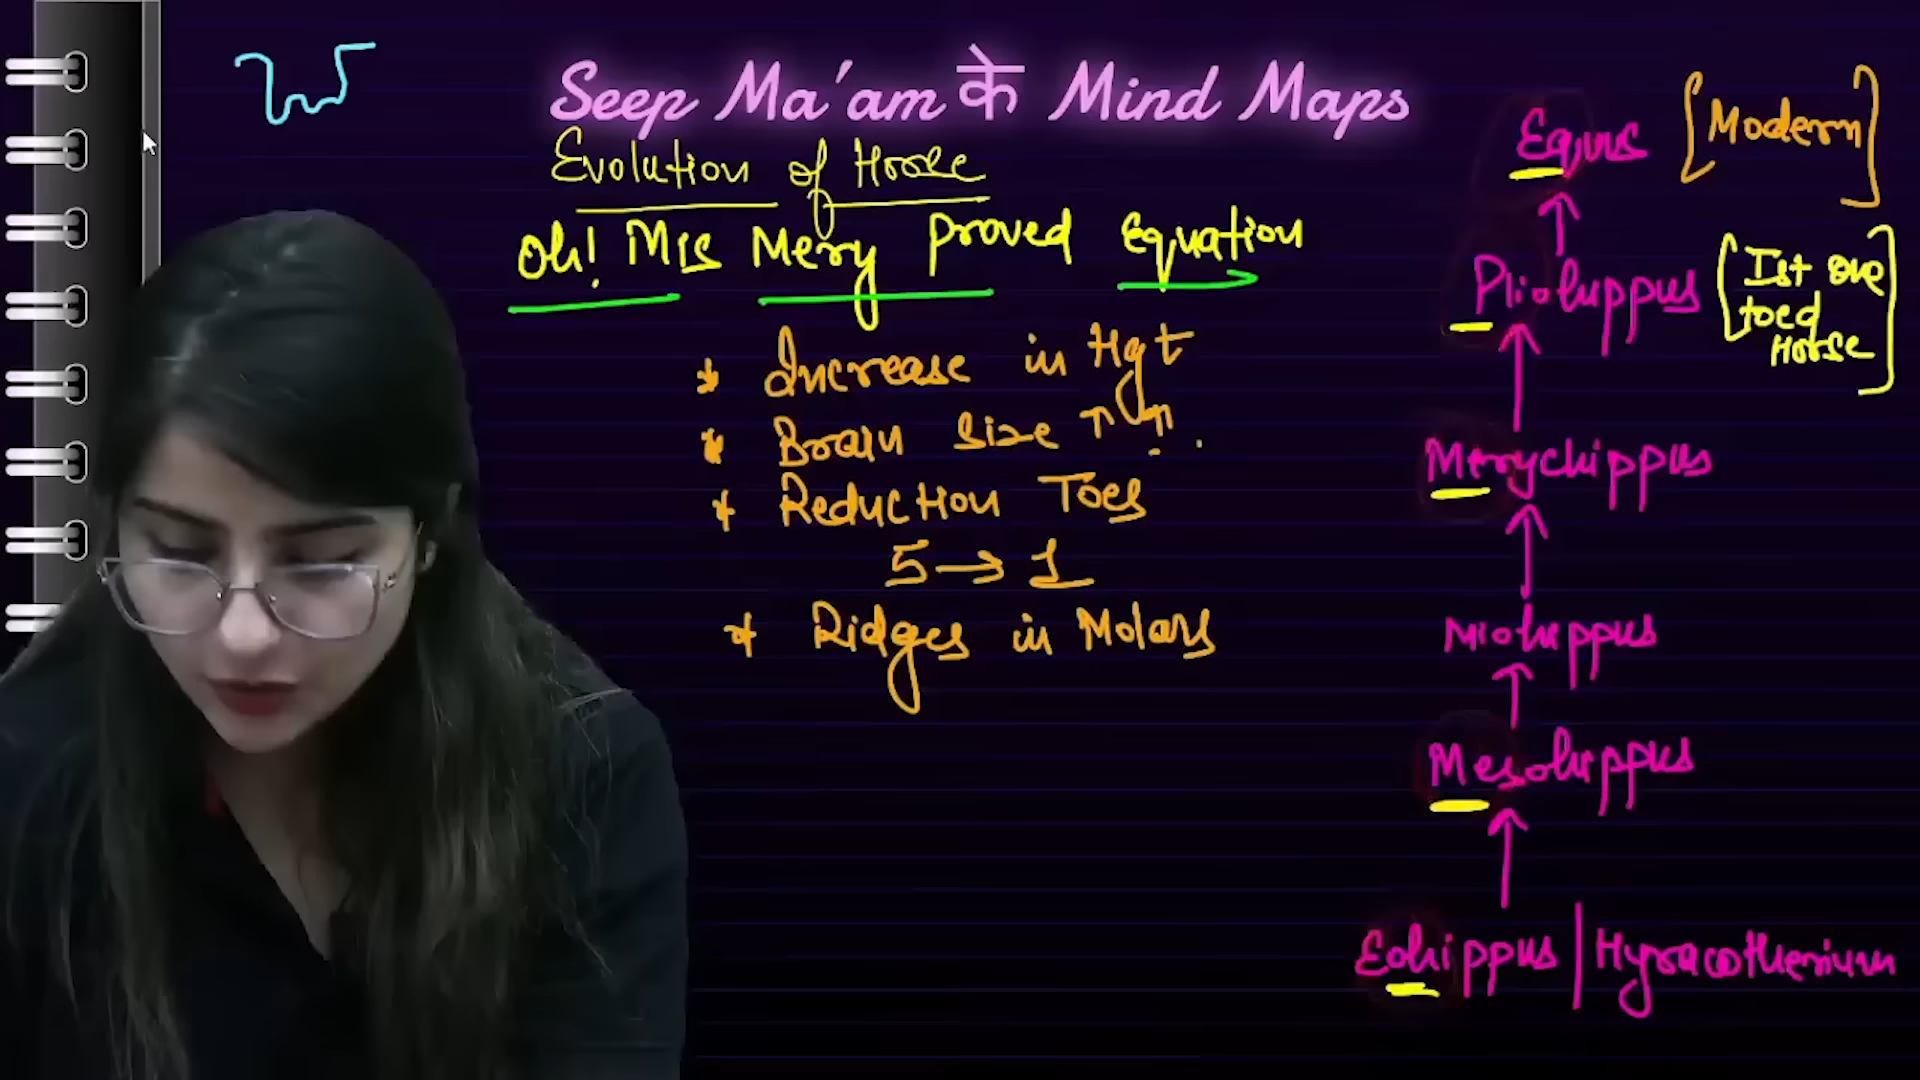 Seep Ma'am के Mind Maps
Evolution of Horse
Oh! Mis Mery Proved Equation
* Increase in Hgt
* Brain Size ↑↑
* Reduction Toes
5 → 1
* Ridges in Molars
Equus [Modern]
↑
Pliohippus [Ist one toed Horse]
↑
Merychippus
↑
Miohippus
↑
Mesohippus
↑
Eohippus | Hyracotherium